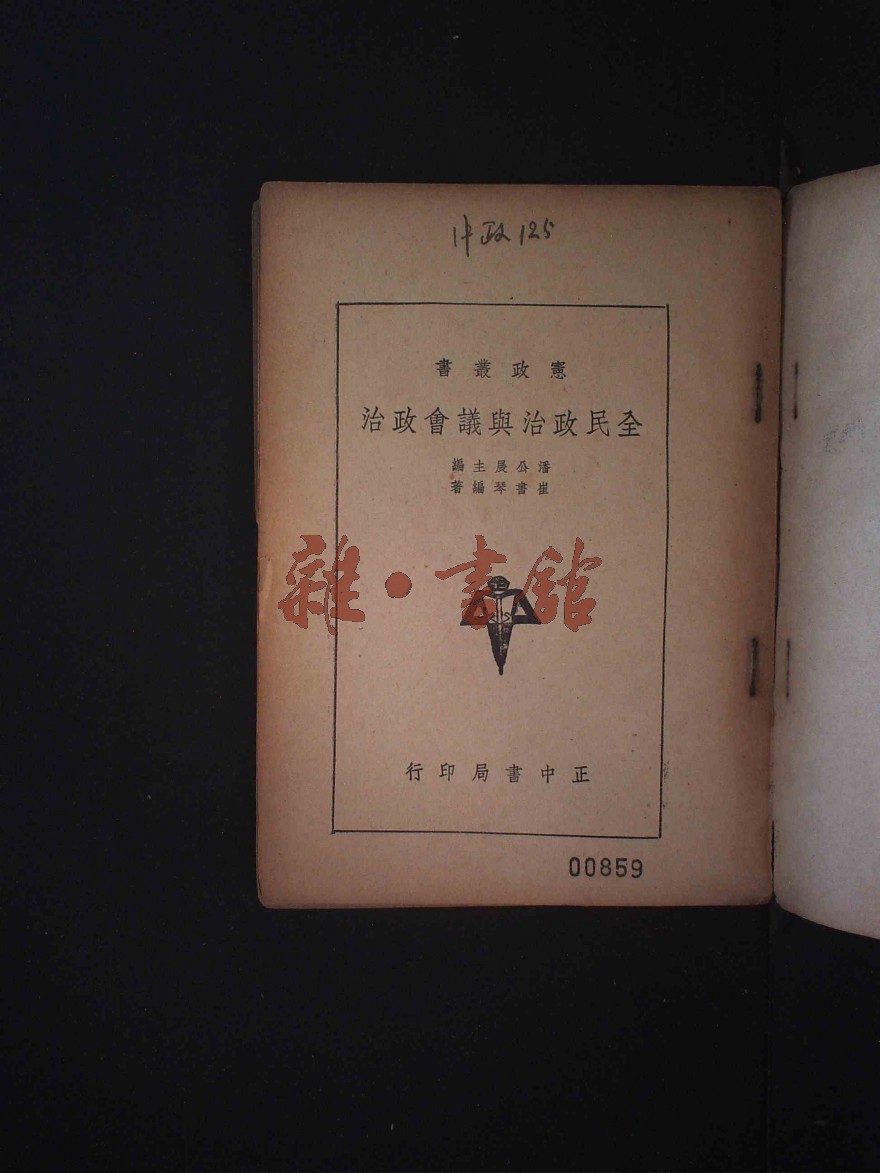 中政125
憲政叢書
全民政治與議會政治
潘公展主編
崔書琴編著
雜·書館
正中書局印行
00859